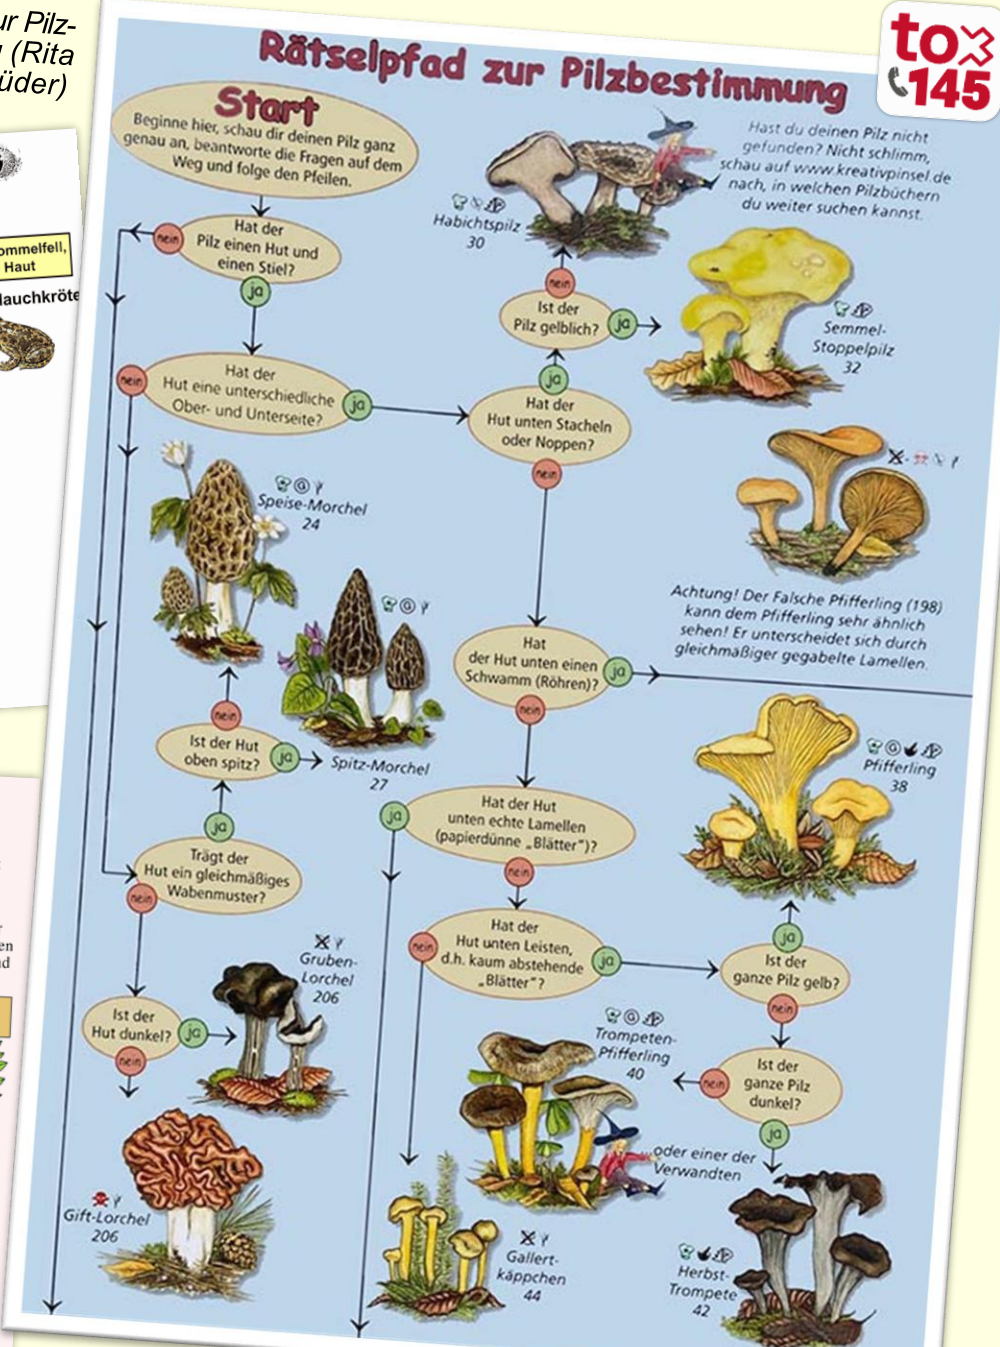 ur Pilz-
(Rita
üder)
ommelfell,
Haut
lauchkröte
en
d
tox
145
Rätselpfad zur Pilzbestimmung
Start
Beginne hier, schau dir deinen Pilz ganz
genau an, beantworte die Fragen auf dem
Weg und folge den Pfeilen.
Hast du deinen Pilz nicht
gefunden? Nicht schlimm,
schau auf www.kreativpinsel.de
nach, in welchen Pilzbüchern
du weiter suchen kannst.
Habichtspilz
30
Hat der
Pilz einen Hut und
einen Stiel?
nein
ja
Ist der
Pilz gelblich?
nein
ja
Semmel-
Stoppelpilz
32
Hat der
Hut eine unterschiedliche
Ober- und Unterseite?
nein
ja
Hat der
Hut unten Stacheln
oder Noppen?
ja
nein
Speise-Morchel
24
Achtung! Der Falsche Pfifferling (198)
kann dem Pfifferling sehr ähnlich
sehen! Er unterscheidet sich durch
gleichmäßiger gegabelte Lamellen.
Hat
der Hut unten einen
Schwamm (Röhren)?
ja
nein
Ist der Hut
oben spitz?
nein
ja
Spitz-Morchel
27
Pfifferling
38
Hat der Hut
unten echte Lamellen
(papierdünne „Blätter“)?
ja
nein
Trägt der
Hut ein gleichmäßiges
Wabenmuster?
ja
nein
Hat der
Hut unten Leisten,
d.h. kaum abstehende
„Blätter“?
nein
ja
Ist der
ganze Pilz gelb?
ja
nein
Gruben-
Lorchel
206
Ist der
Hut dunkel?
ja
nein
Trompeten-
Pfifferling
40
Ist der
ganze Pilz
dunkel?
nein
ja
oder einer der
Verwandten
Gift-Lorchel
206
Gallert-
käppchen
44
Herbst-
Trompete
42